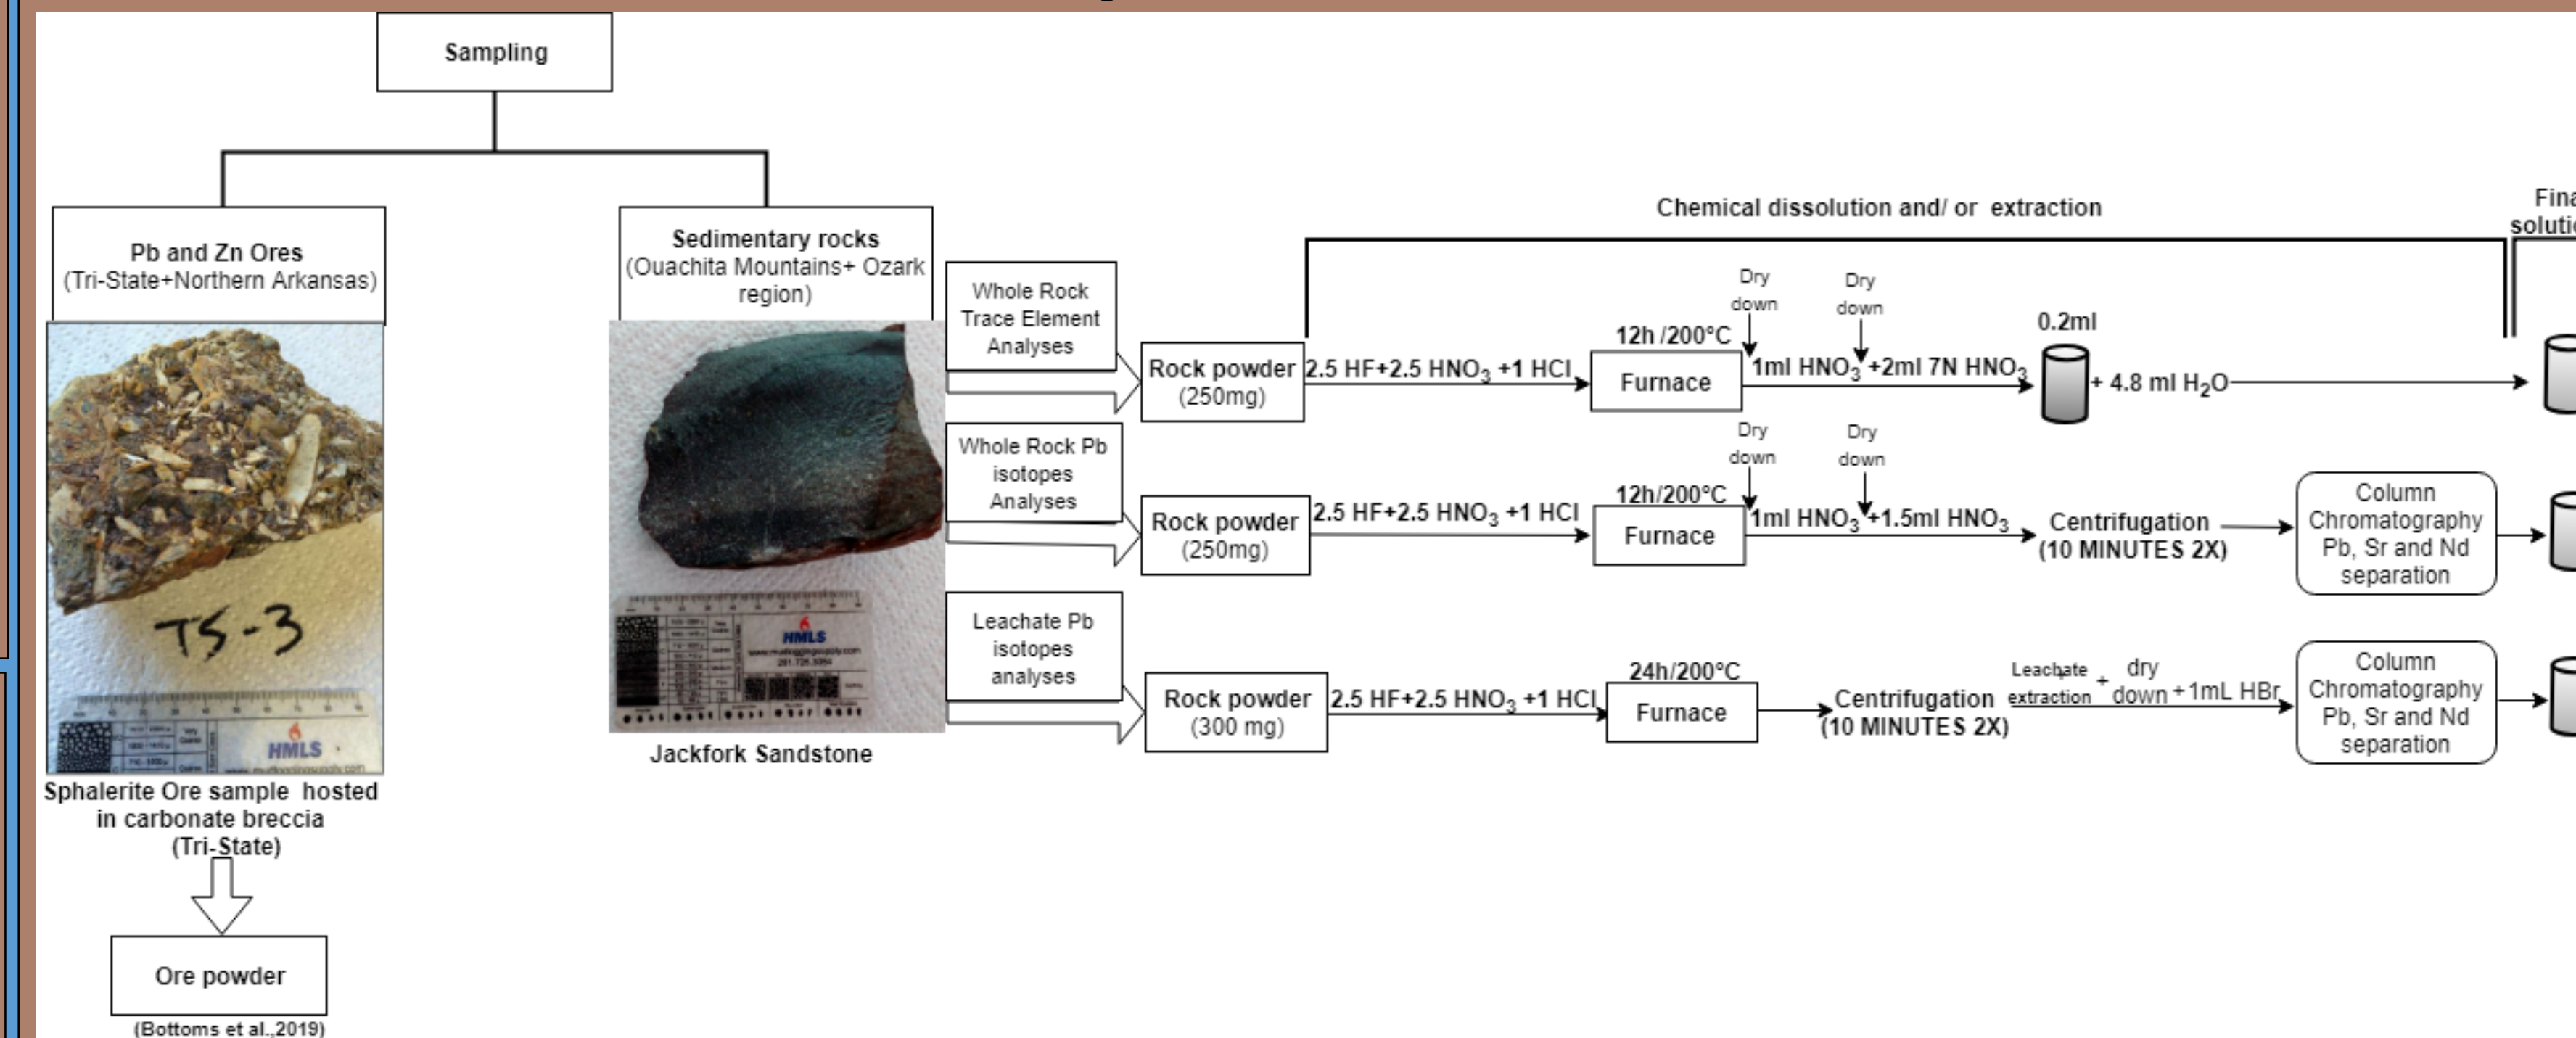 Sampling
Pb and Zn Ores
(Tri-State+Northern Arkansas)
TS-3
HMLS
Sphalerite Ore sample hosted
in carbonate breccia
(Tri-State)
Ore powder
(Bottoms et al.,2019)
Sedimentary rocks
(Ouachita Mountains+ Ozark
region)
HMLS
www.mudloggingsupply.com
Jackfork Sandstone
Chemical dissolution and/ or extraction
Whole Rock
Trace Element
Analyses
Rock powder
(250mg)
2.5 HF+2.5 HNO3 +1 HCl
12h /200°C
Furnace
Dry
down
Dry
down
1ml HNO3 +2ml 7N HNO3
0.2ml
+ 4.8 ml H2O
Whole Rock Pb
isotopes
Analyses
Rock powder
(250mg)
2.5 HF+2.5 HNO3 +1 HCl
12h/200°C
Furnace
Dry
down
Dry
down
1ml HNO3 +1.5ml HNO3
Centrifugation
(10 MINUTES 2X)
Column
Chromatography
Pb, Sr and Nd
separation
Leachate Pb
isotopes
analyses
Rock powder
(300 mg)
2.5 HF+2.5 HNO3 +1 HCl
24h/200°C
Furnace
Centrifugation
(10 MINUTES 2X)
Leachate
extraction
+ dry
down +1mL HBr
Column
Chromatography
Pb, Sr and Nd
separation